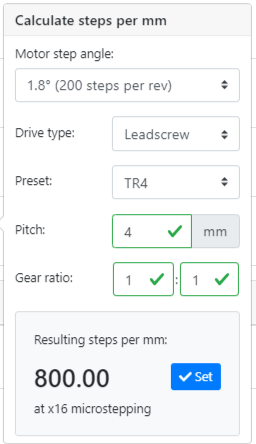 Calculate steps per mm
Motor step angle:
1.8° (200 steps per rev)
Drive type: Leadscrew
Preset: TR4
Pitch: 4 mm
Gear ratio: 1 : 1
Resulting steps per mm:
800.00 Set
at x16 microstepping